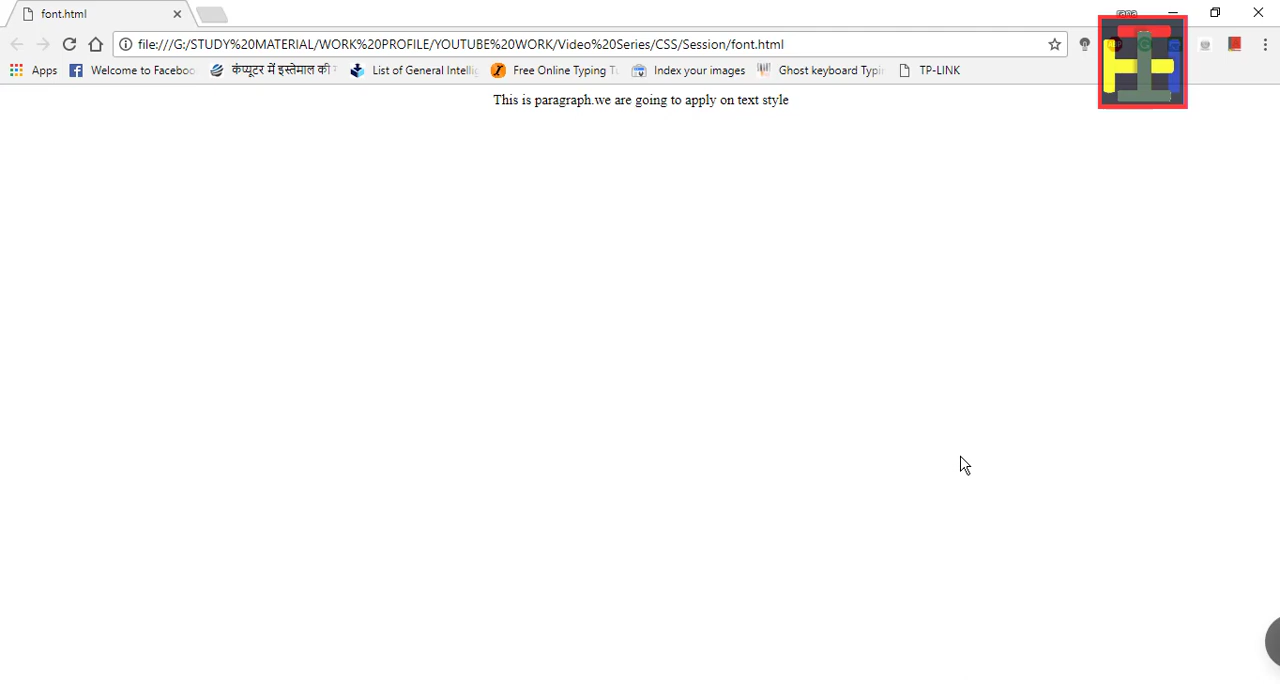 font.html
rana
file:///G:/STUDY%20MATERIAL/WORK%20PROFILE/YOUTUBE%20WORK/Video%20Series/CSS/Session/font.html
Apps Welcome to Faceboo कंप्यूटर में इस्तेमाल की List of General Intelli Free Online Typing Index your images Ghost keyboard Typi TP-LINK
This is paragraph.we are going to apply on text style